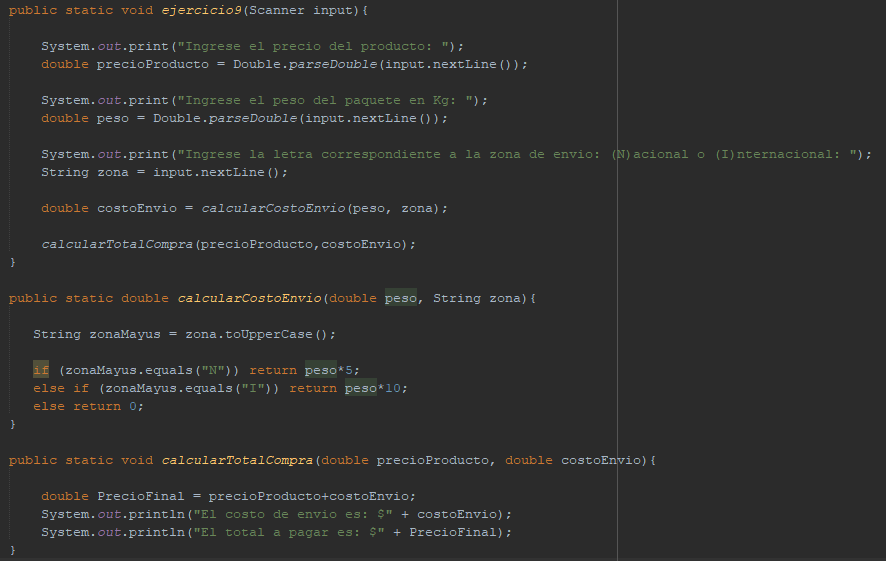 public static void ejercicio9(Scanner input){
System.out.print("Ingrese el precio del producto: ");
double precioProducto = Double.parseDouble(input.nextLine());
System.out.print("Ingrese el peso del paquete en Kg: ");
double peso = Double.parseDouble(input.nextLine());
System.out.print("Ingrese la letra correspondiente a la zona de envio: (N)acional o (I)nternacional: ");
String zona = input.nextLine();
double costoEnvio = calcularCostoEnvio(peso, zona);
calcularTotalCompra(precioProducto,costoEnvio);
}
public static double calcularCostoEnvio(double peso, String zona){
String zonaMayus = zona.toUpperCase();
if (zonaMayus.equals("N")) return peso*5;
else if (zonaMayus.equals("I")) return peso*10;
else return 0;
}
public static void calcularTotalCompra(double precioProducto, double costoEnvio){
double PrecioFinal = precioProducto+costoEnvio;
System.out.println("El costo de envio es: $" + costoEnvio);
System.out.println("El total a pagar es: $" + PrecioFinal);
}